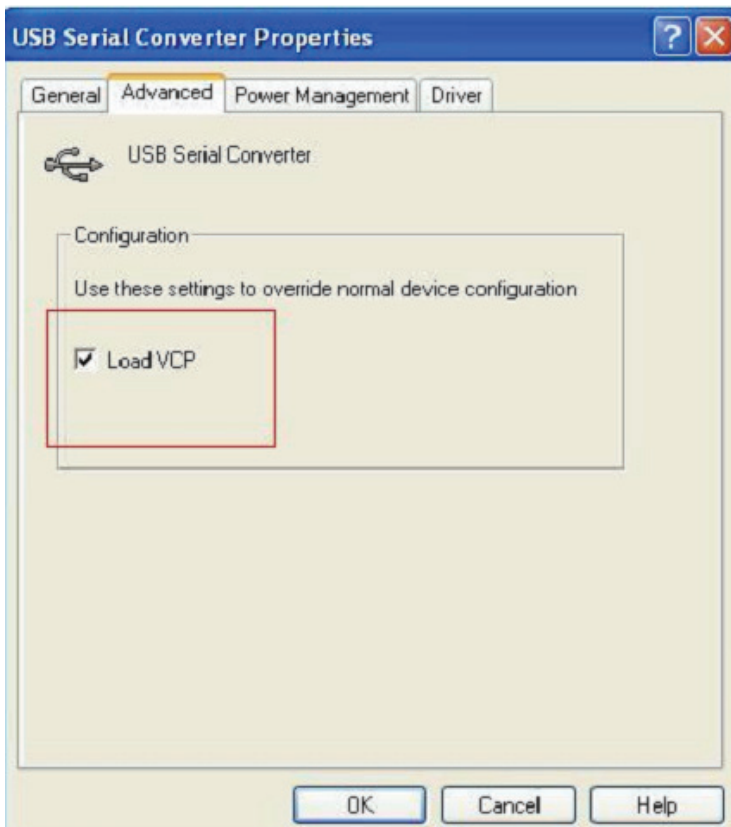 USB Serial Converter Properties
General Advanced Power Management Driver
USB Serial Converter
Configuration
Use these settings to override normal device configuration
Load VCP
OK Cancel Help